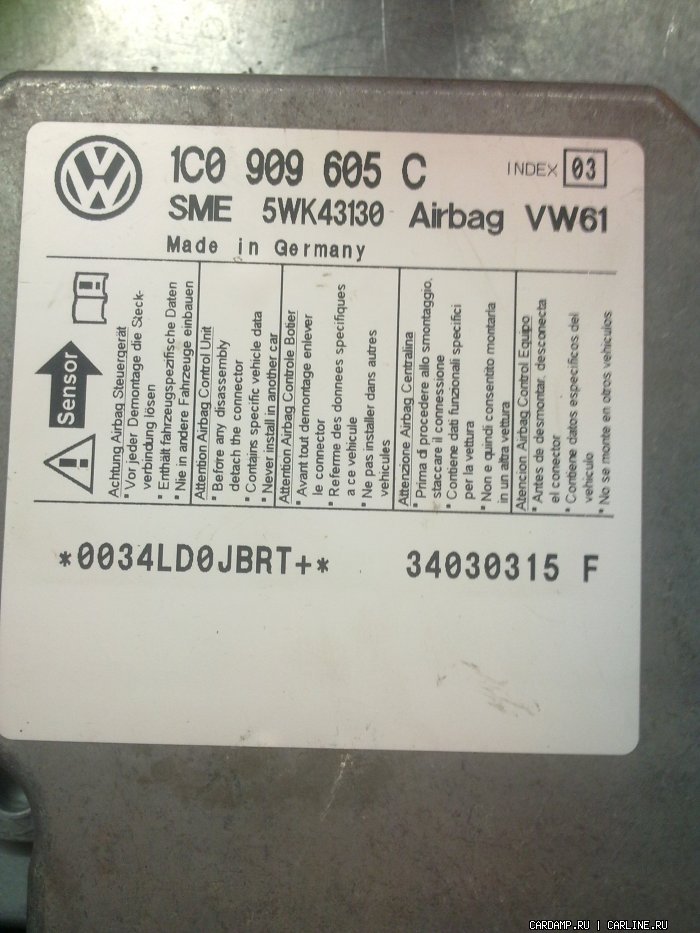 1C0 909 605 C
INDEX 03
SME 5WK43130 Airbag VW61
Made in Germany
Sensor
Achtung Airbag Steuergerät
* Vor jeder Demontage die Steck-
verbindung lösen
* Enthält fahrzeugspezifische Daten
* Nie in andere Fahrzeuge einbauen
Attention Airbag Control Unit
* Before any disassembly
detach the connector
* Contains specific vehicle data
* Never install in another car
Attention Airbag Controle Botier
* Avant tout demontage enlever
le connector
* Referme des donnees specifiques
a ce vehicule
* Ne pas installer dans autres
vehicules
Attenzione Airbag Centralina
* Prima di procedere allo smontaggio,
staccare il connessione
* Contiene dati funzionali specifici
per la vettura
* Non e quindi consentito montarla
in un altra vettura
Atencion Airbag Control Equipo
* Antes de desmontar, desconecta
el conector
* Contiene datos especificos del
vehiculo
* No se monte en otros vehiculos
*0034LD0JBRT+* 34030315 F
CARDAMP.RU | CARLINE.RU